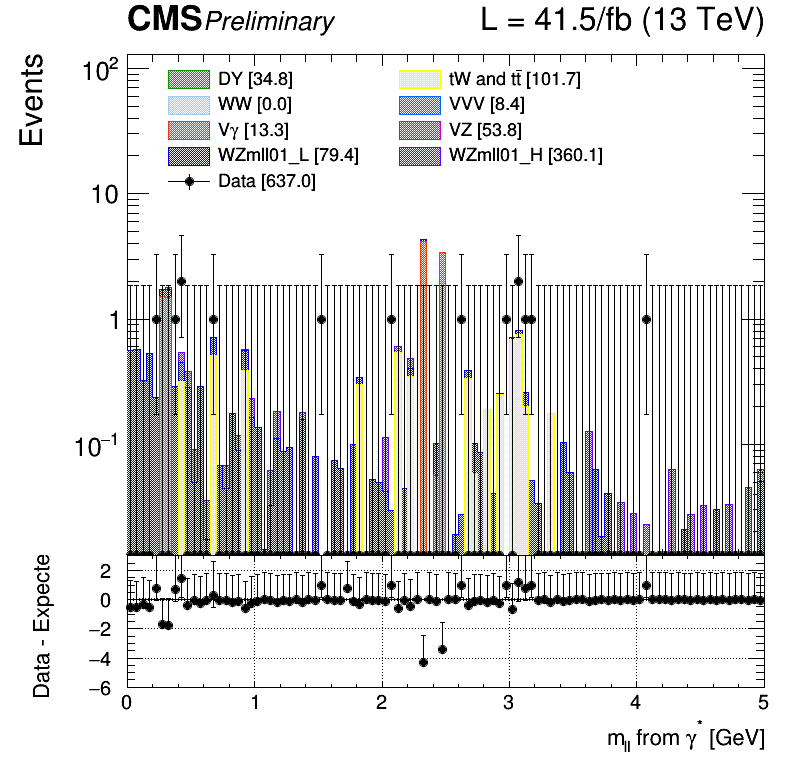 CMS Preliminary L = 41.5/fb (13 TeV)
Events
10²
10
1
10⁻¹
DY [34.8]
tW and tt̄ [101.7]
WW [0.0]
VVV [8.4]
Vγ [13.3]
VZ [53.8]
WZmll01_L [79.4]
WZmll01_H [360.1]
Data [637.0]
Data - Expecte
2
0
−2
−4
−6
0 1 2 3 4 5
m_ll from γ* [GeV]